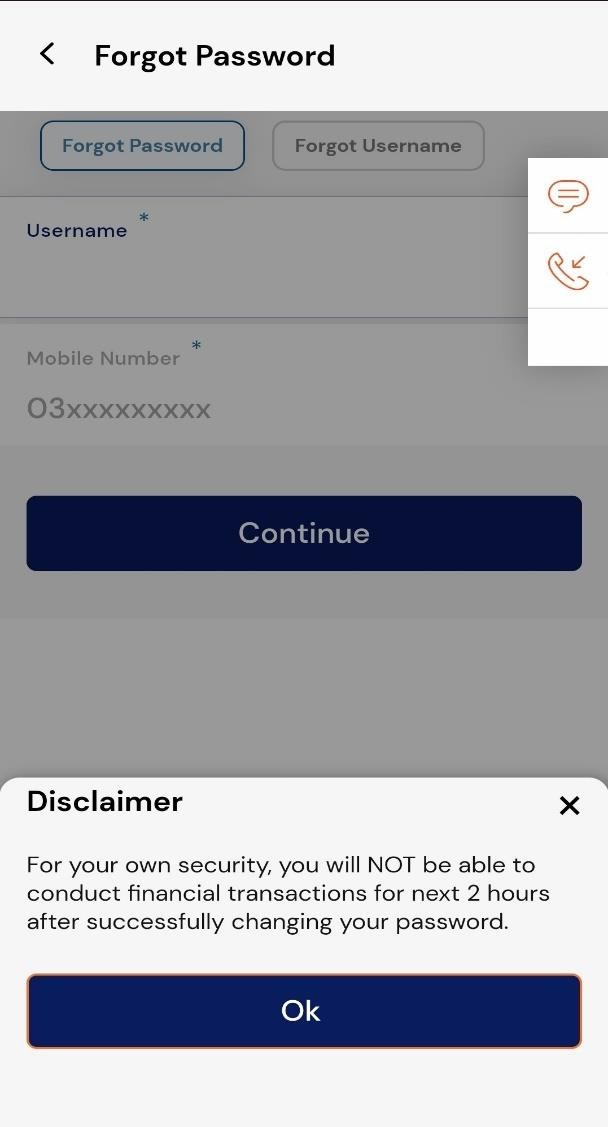 Forgot Password
Forgot Password
Forgot Username
Username *
Mobile Number *
03xxxxxxxxx
Continue
Disclaimer
For your own security, you will NOT be able to
conduct financial transactions for next 2 hours
after successfully changing your password.
Ok